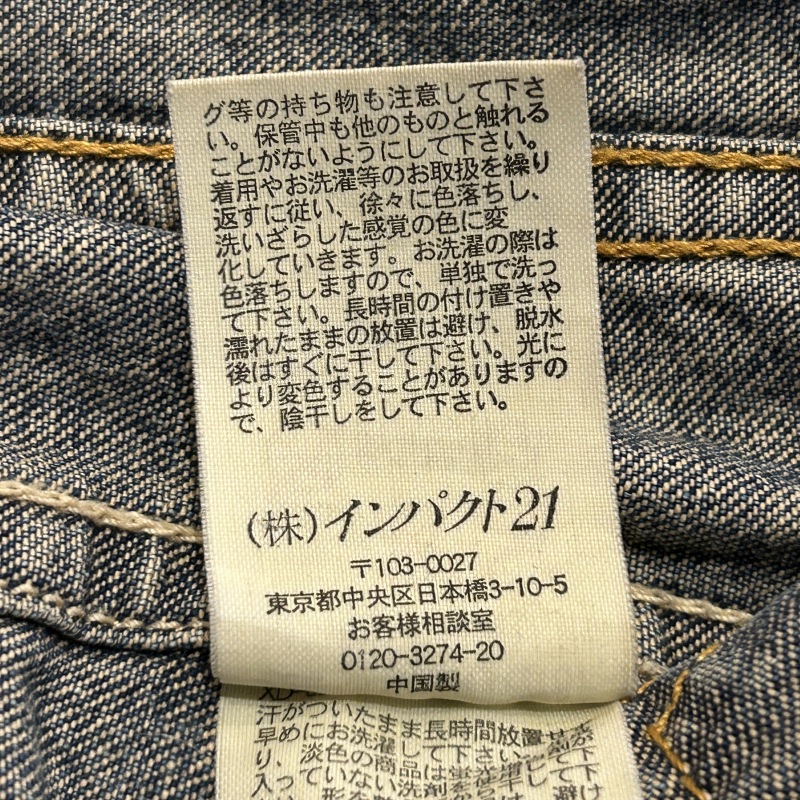 グ等の持ち物も注意して下さ
い。保管中も他のものと触れる
ことがないようにして下さい。
着用やお洗濯等のお取扱を繰り
返すに従い、徐々に色落ちし、
洗いざらした感覚の色に変
化していきます。お洗濯の際は
色落ちしますので、単独で洗っ
て下さい。長時間の付け置きや
濡れたままの放置は避け、脱水
後はすぐに干して下さい。光に
より変色することがありますの
で、陰干しをして下さい。
(株)インパクト21
〒103-0027
東京都中央区日本橋3-10-5
お客様相談室
0120-3274-20
中国製
汗がついたまま長時間放置